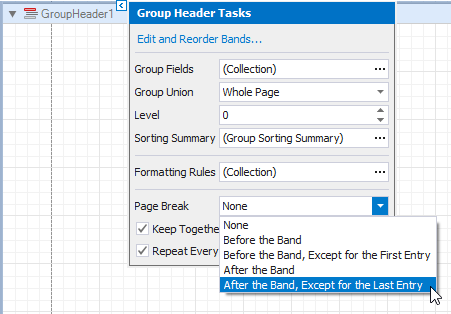 GroupHeader1
Group Header Tasks
Edit and Reorder Bands...
Group Fields (Collection) ...
Group Union Whole Page
Level 0
Sorting Summary (Group Sorting Summary) ...
Formatting Rules (Collection) ...
Page Break None
None
Keep Togethe
Before the Band
Before the Band, Except for the First Entry
Repeat Every
After the Band
After the Band, Except for the Last Entry